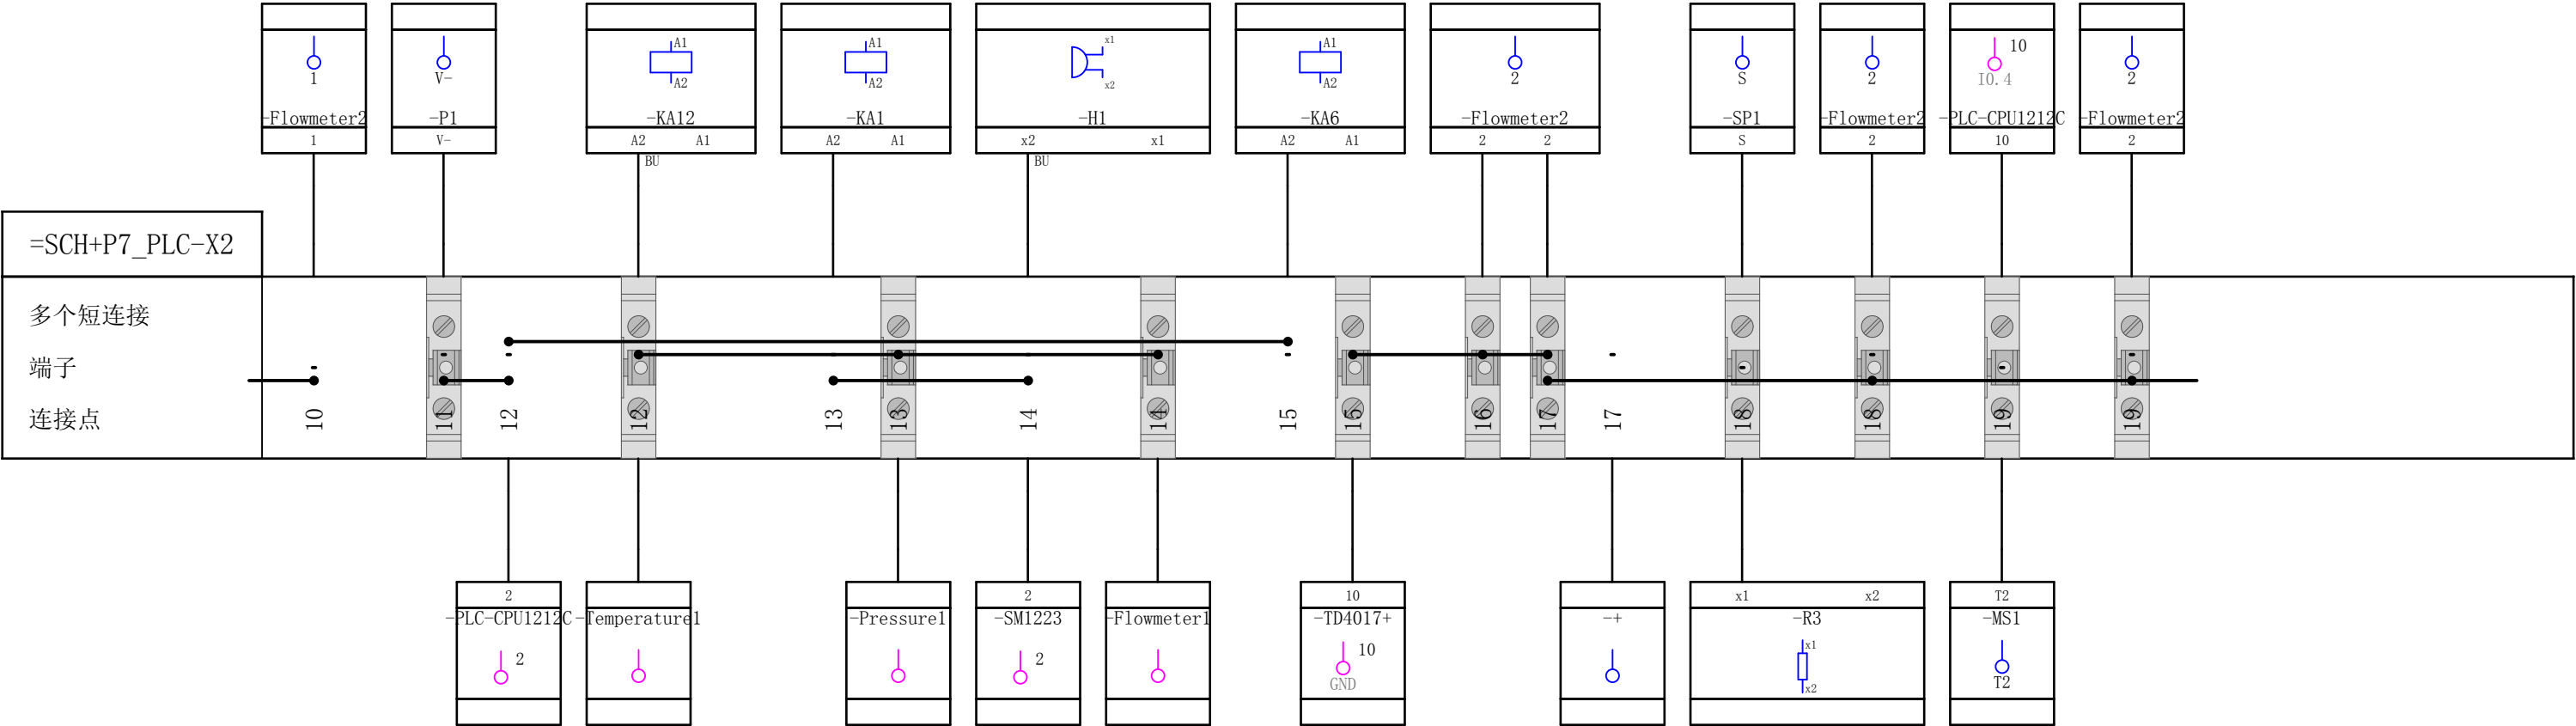 A1 A1 x1 A1
1 V- A2 A2 x2 A2 2 S 2 10 I0.4 2
-Flowmeter2 -P1 -KA12 -KA1 -H1 -KA6 -Flowmeter2 -SP1 -Flowmeter2 -PLC-CPU1212C -Flowmeter2
1 V- A2 A1 A2 A1 x2 x1 A2 A1 2 2 S 2 10 2
BU BU
=SCH+P7_PLC-X2
多个短连接
端子
连接点
10 11 12 12 13 13 14 14 15 15 16 17 17 18 18 19 19
2 2 10 x1 x2 T2
-PLC-CPU1212C -Temperature1 -Pressure1 -SM1223 -Flowmeter1 -TD4017+ -+ -R3 -MS1
2 2 10 x1
GND x2 T2